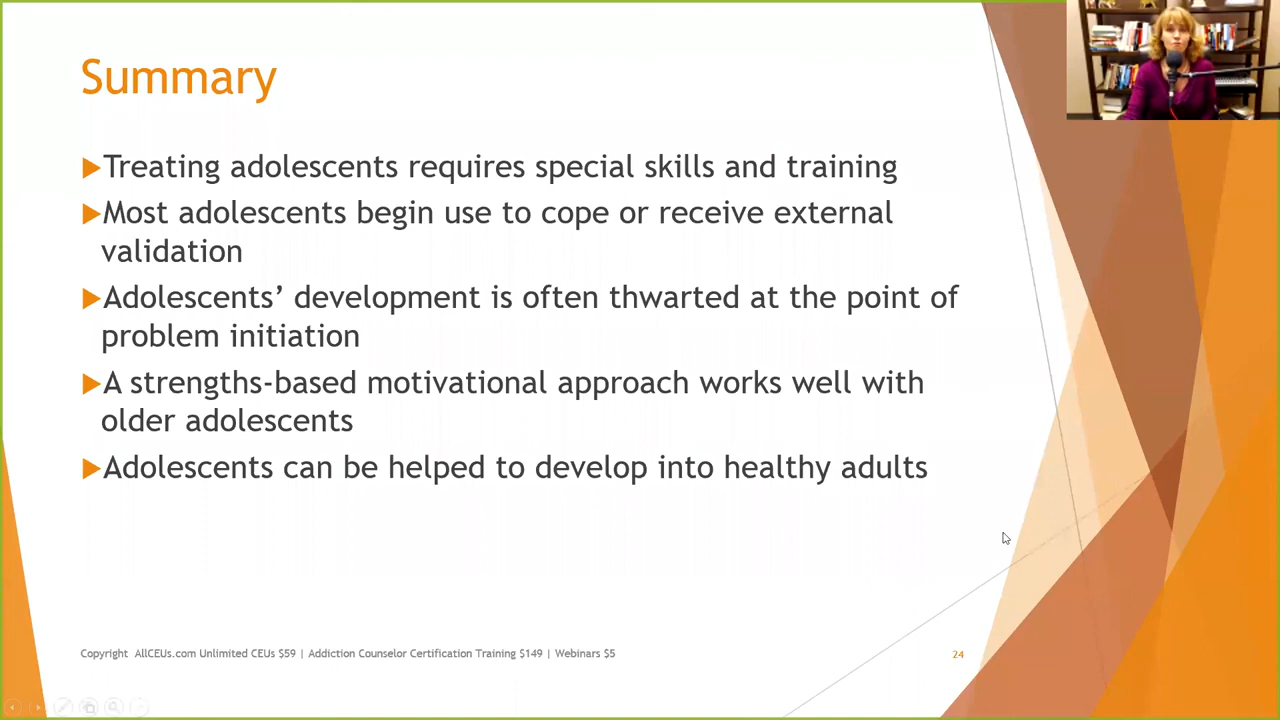 Summary
Treating adolescents requires special skills and training
Most adolescents begin use to cope or receive external
validation
Adolescents’ development is often thwarted at the point of
problem initiation
A strengths-based motivational approach works well with
older adolescents
Adolescents can be helped to develop into healthy adults
Copyright AllCEUs.com Unlimited CEUs $59 | Addiction Counselor Certification Training $149 | Webinars $5
24